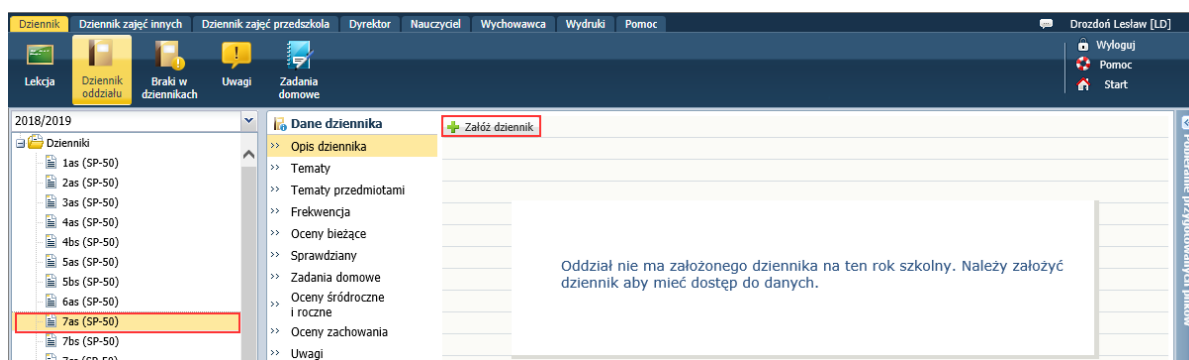 Dziennik Dziennik zajęć innych Dziennik zajęć przedszkola Dyrektor Nauczyciel Wychowawca Wydruki Pomoc Drozdoń Lesław [LD]
Lekcja
Dziennik oddziału
Braki w dziennikach
Uwagi
Zadania domowe
Wyloguj
Pomoc
Start
2018/2019
Dzienniki
1as (SP-50)
2as (SP-50)
3as (SP-50)
4as (SP-50)
4bs (SP-50)
5as (SP-50)
5bs (SP-50)
6as (SP-50)
7as (SP-50)
7bs (SP-50)
Dane dziennika
Opis dziennika
Tematy
Tematy przedmiotami
Frekwencja
Oceny bieżące
Sprawdziany
Zadania domowe
Oceny śródroczne
i roczne
Oceny zachowania
Uwagi
Załóż dziennik
Oddział nie ma założonego dziennika na ten rok szkolny. Należy założyć
dziennik aby mieć dostęp do danych.
Pobieranie przygotowanych plików